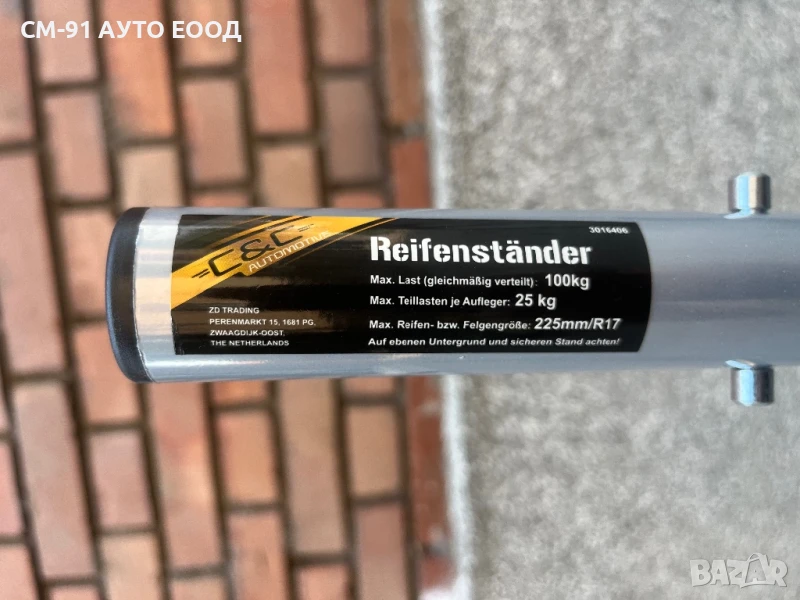 СМ-91 АУТО ЕООД
3016406
C&C
AUTOMOTIVE
Reifenständer
Max. Last (gleichmäßig verteilt): 100kg
Max. Teillasten je Aufleger: 25 kg
Max. Reifen- bzw. Felgengröße: 225mm/R17
Auf ebenen Untergrund und sicheren Stand achten!
ZD TRADING
PERENMARKT 15, 1681 PG.
ZWAAGDIJK-OOST,
THE NETHERLANDS
BAZAR